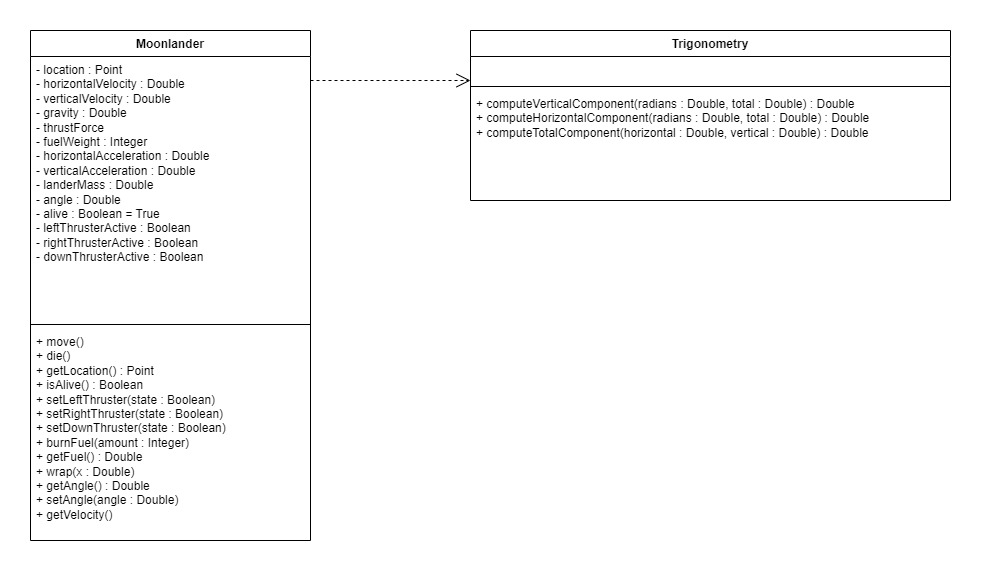 Moonlander
- location : Point
- horizontalVelocity : Double
- verticalVelocity : Double
- gravity : Double
- thrustForce
- fuelWeight : Integer
- horizontalAcceleration : Double
- verticalAcceleration : Double
- landerMass : Double
- angle : Double
- alive : Boolean = True
- leftThrusterActive : Boolean
- rightThrusterActive : Boolean
- downThrusterActive : Boolean
+ move()
+ die()
+ getLocation() : Point
+ isAlive() : Boolean
+ setLeftThruster(state : Boolean)
+ setRightThruster(state : Boolean)
+ setDownThruster(state : Boolean)
+ burnFuel(amount : Integer)
+ getFuel() : Double
+ wrap(x : Double)
+ getAngle() : Double
+ setAngle(angle : Double)
+ getVelocity()
Trigonometry
+ computeVerticalComponent(radians : Double, total : Double) : Double
+ computeHorizontalComponent(radians : Double, total : Double) : Double
+ computeTotalComponent(horizontal : Double, vertical : Double) : Double